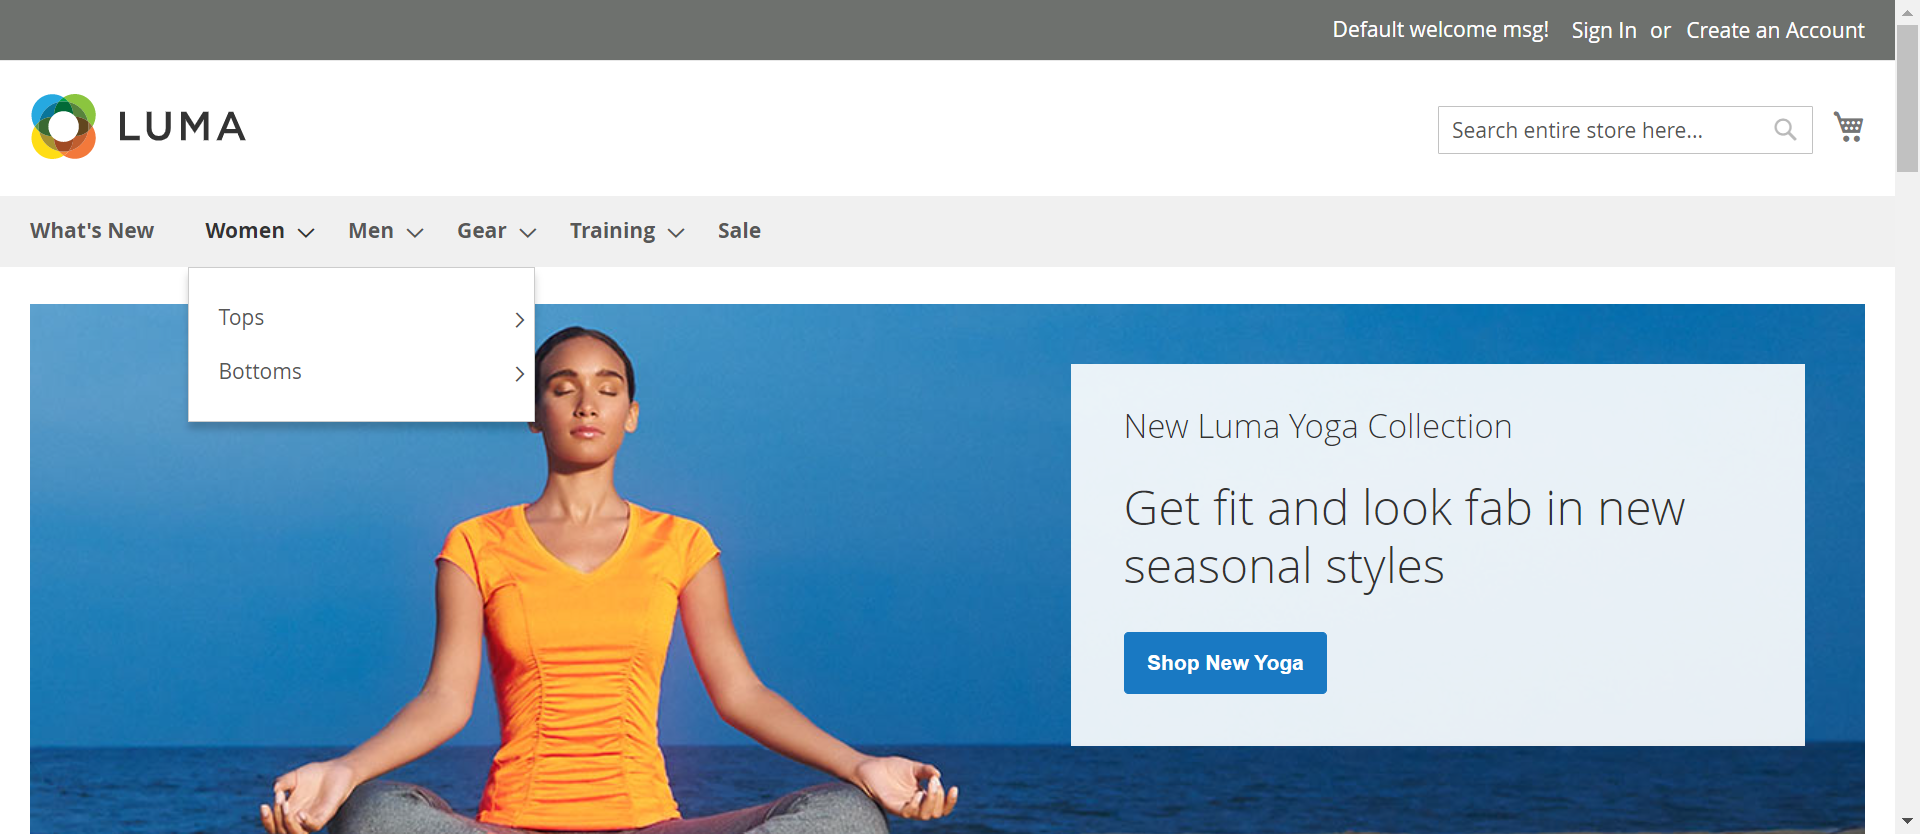 Default welcome msg! Sign In or Create an Account
LUMA
Search entire store here...
What's New Women Men Gear Training Sale
Tops
Bottoms
New Luma Yoga Collection
Get fit and look fab in new
seasonal styles
Shop New Yoga